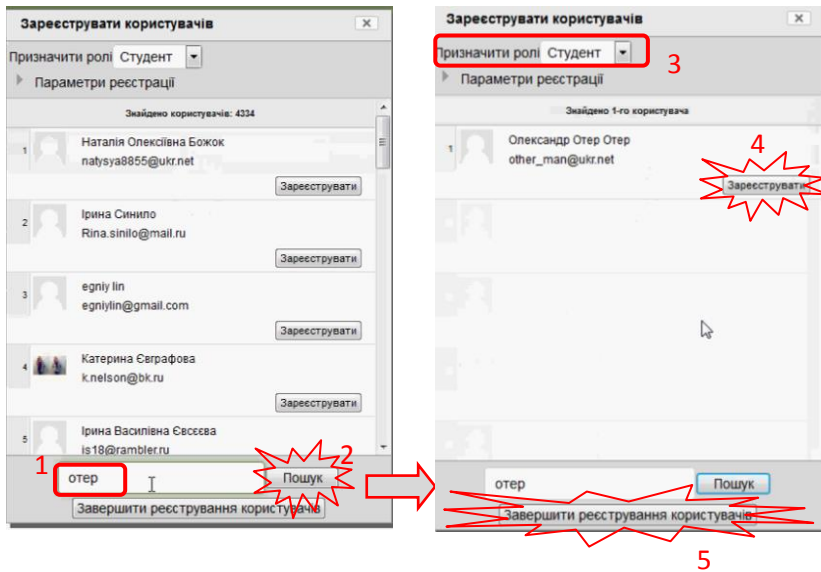 Зареєструвати користувачів
Призначити ролі Студент
Параметри реєстрації
Знайдено користувачів: 4334
1
Наталія Олексіївна Божок
natysya8855@ukr.net
Зареєструвати
2
Ірина Синило
Rina.sinilo@mail.ru
Зареєструвати
3
egniy lin
egniylin@gmail.com
Зареєструвати
4
Катерина Євграфова
k.nelson@bk.ru
Зареєструвати
5
Ірина Василівна Євсєєва
is18@rambler.ru
1
2
отер
Пошук
Завершити реєстрування користувачів
Зареєструвати користувачів
Призначити ролі Студент
3
Параметри реєстрації
Знайдено 1-го користувача
1
Олександр Отер Отер
other_man@ukr.net
4
Зареєструвати
отер
Пошук
Завершити реєстрування користувачів
5